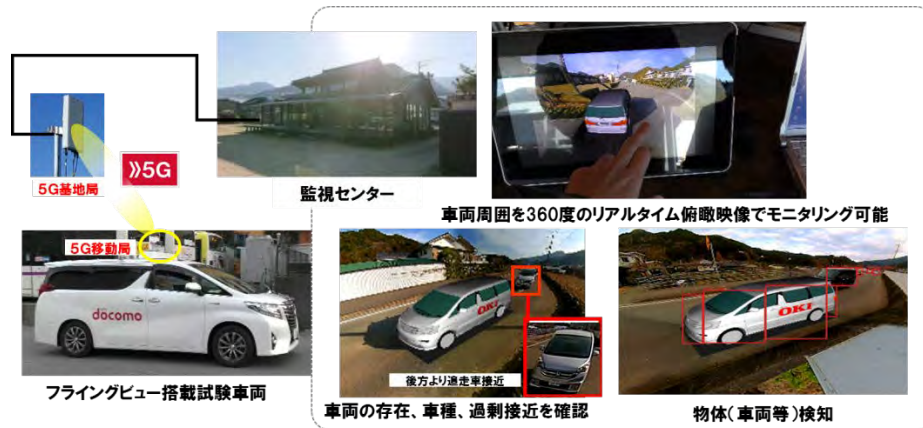 5G基地局
》5G
監視センター
車両周囲を360度のリアルタイム俯瞰映像でモニタリング可能
5G移動局
döcomo
フライングビュー搭載試験車両
OKI
後方より追走車接近
車両の存在、車種、過剰接近を確認
OKI
物体(車両等)検知